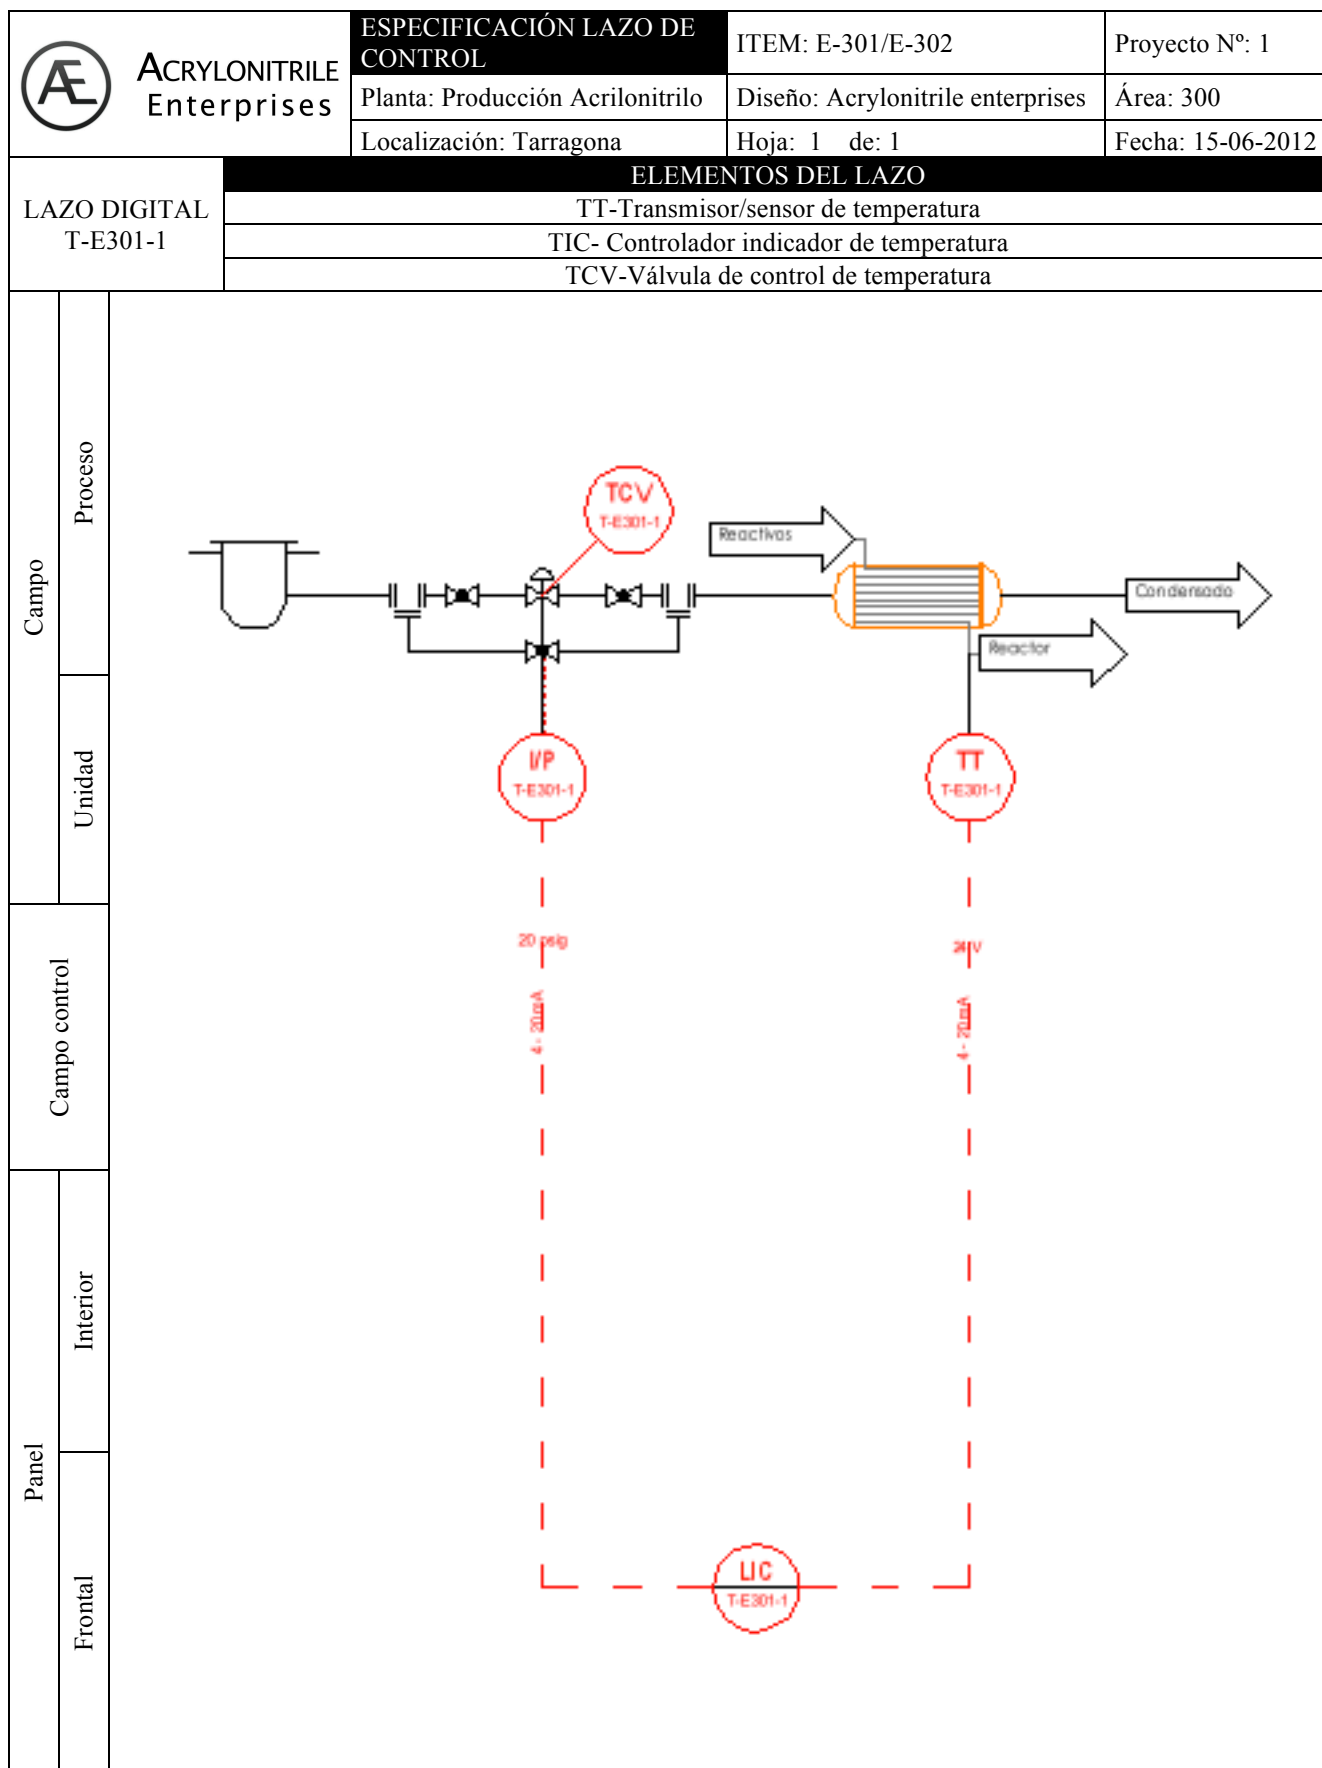 Æ
ACRYLONITRILE
Enterprises
ESPECIFICACIÓN LAZO DE
CONTROL
ITEM: E-301/E-302
Proyecto Nº: 1
Planta: Producción Acrilonitrilo
Diseño: Acrylonitrile enterprises
Área: 300
Localización: Tarragona
Hoja: 1 de: 1
Fecha: 15-06-2012
LAZO DIGITAL
T-E301-1
ELEMENTOS DEL LAZO
TT-Transmisor/sensor de temperatura
TIC- Controlador indicador de temperatura
TCV-Válvula de control de temperatura
Campo
Proceso
TCV
T-E301-1
Reactivos
Condensado
Reactor
Unidad
I/P
T-E301-1
TT
T-E301-1
Campo control
20 psig
24 V
4 - 20mA
4 - 20mA
Panel
Interior
Frontal
LIC
T-E301-1